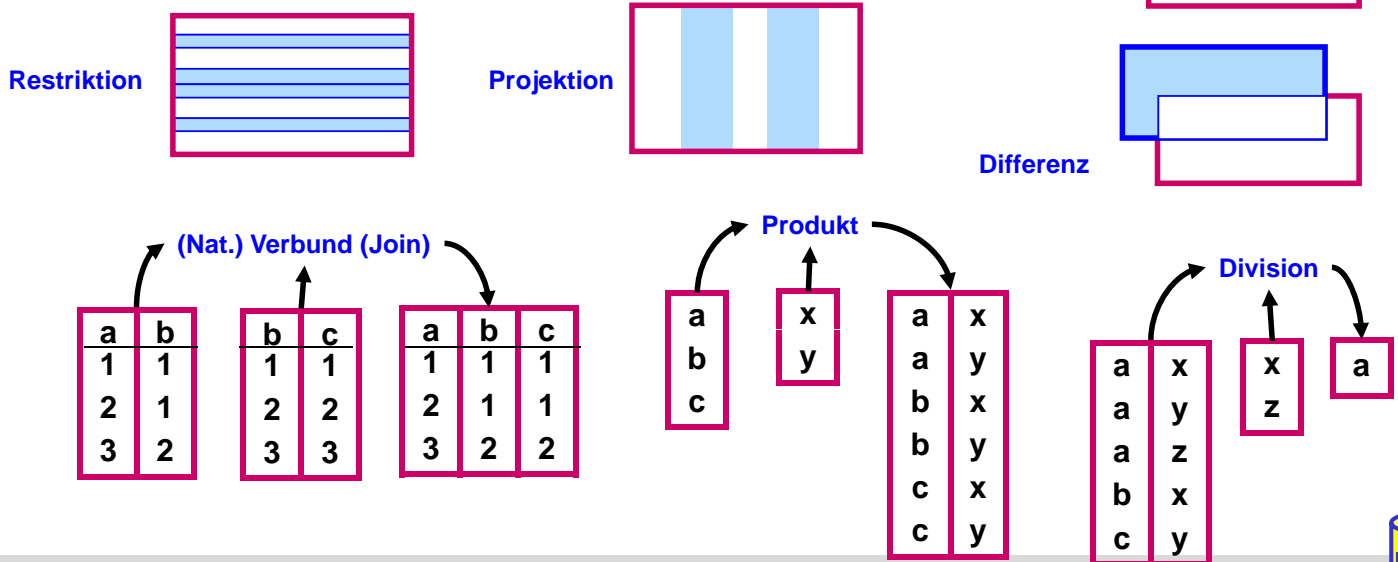 Restriktion
Projektion
Differenz
(Nat.) Verbund (Join)
a b
1 1
2 1
3 2
b c
1 1
2 2
3 3
a b c
1 1 1
2 1 1
3 2 2
Produkt
a
b
c
x
y
a x
a y
b x
b y
c x
c y
Division
a x
a y
a z
b x
c y
x
z
a